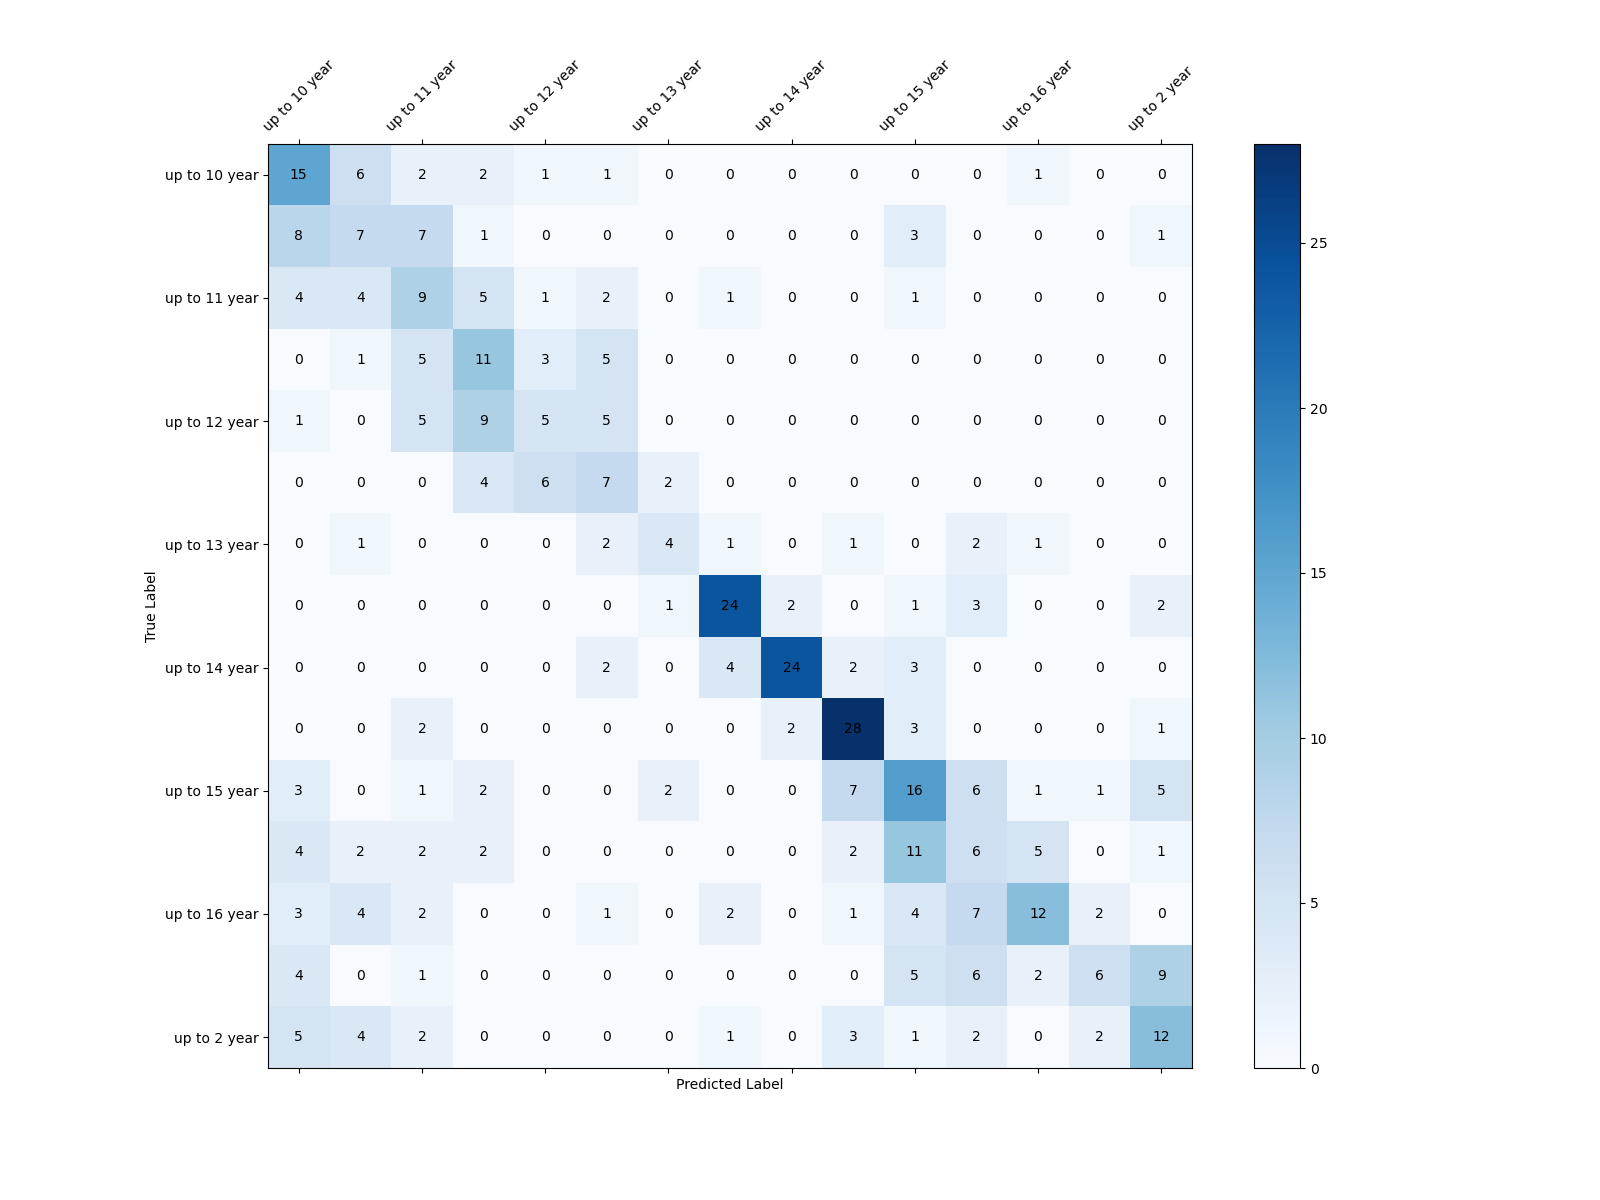 up to 10 year up to 11 year up to 12 year up to 13 year up to 14 year up to 15 year up to 16 year up to 2 year
up to 10 year 15 6 2 2 1 1 0 0 0 0 0 0 1 0 0
8 7 7 1 0 0 0 0 0 0 3 0 0 0 1
25
up to 11 year 4 4 9 5 1 2 0 1 0 0 1 0 0 0 0
0 1 5 11 3 5 0 0 0 0 0 0 0 0 0
20
up to 12 year 1 0 5 9 5 5 0 0 0 0 0 0 0 0 0
0 0 0 4 6 7 2 0 0 0 0 0 0 0 0
up to 13 year 0 1 0 0 0 2 4 1 0 1 0 2 1 0 0
15
True Label
0 0 0 0 0 0 1 24 2 0 1 3 0 0 2
up to 14 year 0 0 0 0 0 2 0 4 24 2 3 0 0 0 0
0 0 2 0 0 0 0 0 2 28 3 0 0 0 1
10
up to 15 year 3 0 1 2 0 0 2 0 0 7 16 6 1 1 5
4 2 2 2 0 0 0 0 0 2 11 6 5 0 1
5
up to 16 year 3 4 2 0 0 1 0 2 0 1 4 7 12 2 0
4 0 1 0 0 0 0 0 0 0 5 6 2 6 9
up to 2 year 5 4 2 0 0 0 0 1 0 3 1 2 0 2 12
0
Predicted Label